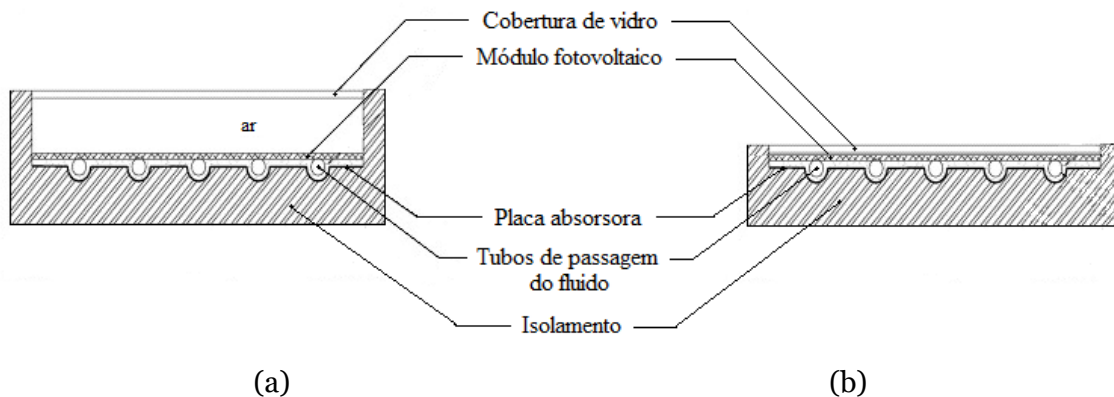 Cobertura de vidro
Módulo fotovoltaico
ar
Placa absorsora
Tubos de passagem
do fluido
Isolamento
(a)
(b)